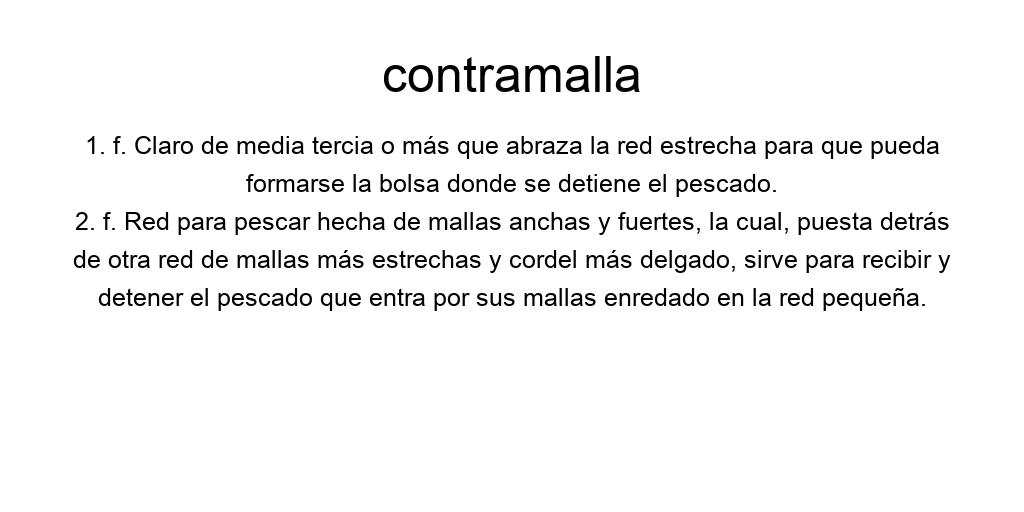 contramalla
1. f. Claro de media tercia o más que abraza la red estrecha para que pueda
formarse la bolsa donde se detiene el pescado.
2. f. Red para pescar hecha de mallas anchas y fuertes, la cual, puesta detrás
de otra red de mallas más estrechas y cordel más delgado, sirve para recibir y
detener el pescado que entra por sus mallas enredado en la red pequeña.